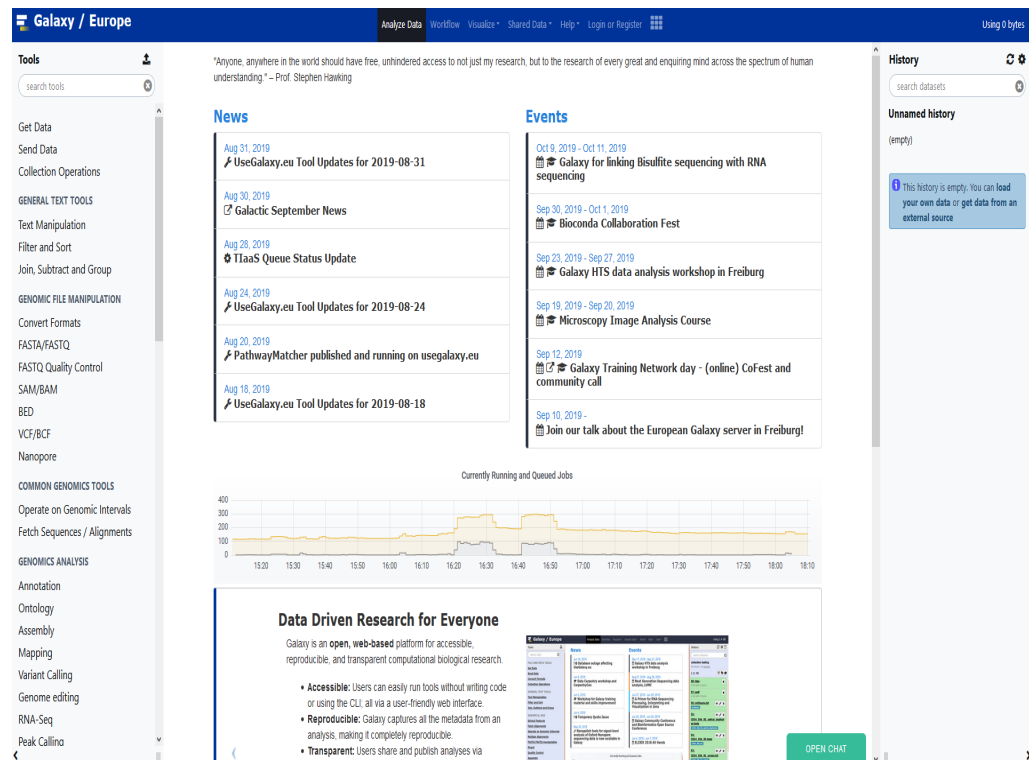 Galaxy / Europe
Analyze Data Workflow Visualize Shared Data Help Login or Register
Using 0 bytes
Tools
search tools
Get Data
Send Data
Collection Operations
GENERAL TEXT TOOLS
Text Manipulation
Filter and Sort
Join, Subtract and Group
GENOMIC FILE MANIPULATION
Convert Formats
FASTA/FASTQ
FASTQ Quality Control
SAM/BAM
BED
VCF/BCF
Nanopore
COMMON GENOMICS TOOLS
Operate on Genomic Intervals
Fetch Sequences / Alignments
GENOMICS ANALYSIS
Annotation
Ontology
Assembly
Mapping
Variant Calling
Genome editing
RNA-Seq
Peak Calling
"Anyone, anywhere in the world should have free, unhindered access to not just my research, but to the research of every great and enquiring mind across the spectrum of human
understanding." – Prof. Stephen Hawking
News
Aug 31, 2019
UseGalaxy.eu Tool Updates for 2019-08-31
Aug 30, 2019
Galactic September News
Aug 28, 2019
TIaaS Queue Status Update
Aug 24, 2019
UseGalaxy.eu Tool Updates for 2019-08-24
Aug 20, 2019
PathwayMatcher published and running on usegalaxy.eu
Aug 18, 2019
UseGalaxy.eu Tool Updates for 2019-08-18
Events
Oct 9, 2019 - Oct 11, 2019
Galaxy for linking Bisulfite sequencing with RNA
sequencing
Sep 30, 2019 - Oct 1, 2019
Bioconda Collaboration Fest
Sep 23, 2019 - Sep 27, 2019
Galaxy HTS data analysis workshop in Freiburg
Sep 19, 2019 - Sep 20, 2019
Microscopy Image Analysis Course
Sep 12, 2019
Galaxy Training Network day - (online) CoFest and
community call
Sep 10, 2019 -
Join our talk about the European Galaxy server in Freiburg!
Currently Running and Queued Jobs
400
300
200
100
0
15:20 15:30 15:40 15:50 16:00 16:10 16:20 16:30 16:40 16:50 17:00 17:10 17:20 17:30 17:40 17:50 18:00 18:10
Data Driven Research for Everyone
Galaxy is an open, web-based platform for accessible,
reproducible, and transparent computational biological research.
• Accessible: Users can easily run tools without writing code
or using the CLI; all via a user-friendly web interface.
• Reproducible: Galaxy captures all the metadata from an
analysis, making it completely reproducible.
• Transparent: Users share and publish analyses via
Galaxy / Europe
News
Events
OPEN CHAT
History
search datasets
Unnamed history
(empty)
This history is empty. You can load
your own data or get data from an
external source